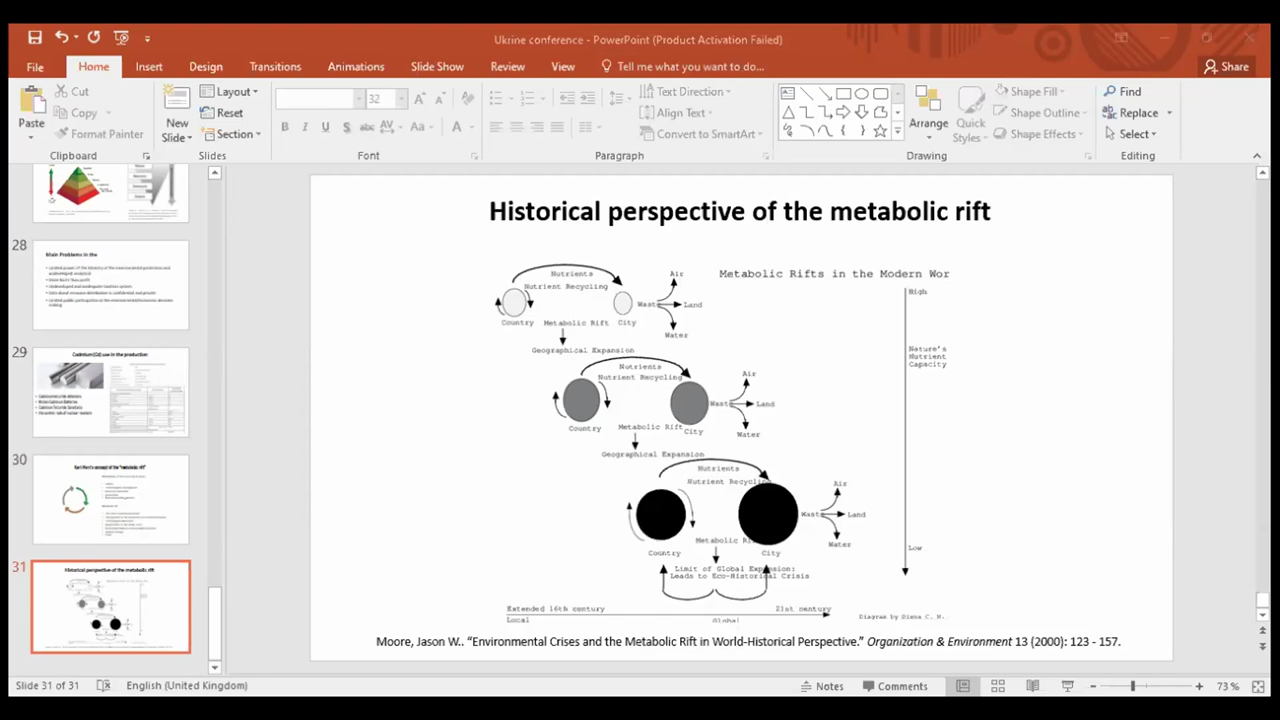 Ukrine conference - PowerPoint (Product Activation Failed)
File Home Insert Design Transitions Animations Slide Show Review View Tell me what you want to do... Share
Cut
Copy
Format Painter
Paste
Clipboard
New Slide
Layout
Reset
Section
Slides
32
B I U S abc AV Aa A
Font
Text Direction
Align Text
Convert to SmartArt
Paragraph
Arrange
Quick Styles
Shape Fill
Shape Outline
Shape Effects
Drawing
Find
Replace
Select
Editing
28
Main Problems in the
29
Cadmium (Cd) use in the production
30
Karl Marx's concept of the "metabolic rift"
31
Historical perspective of the metabolic rift
Historical perspective of the metabolic rift
Metabolic Rifts in the Modern Wor
Nutrients
Nutrient Recycling
Air
Waste
Land
Water
Country
Metabolic Rift
City
Geographical Expansion
Nutrients
Nutrient Recycling
Air
Waste
Land
Water
Country
Metabolic Rift
City
Geographical Expansion
Nutrients
Nutrient Recycling
Air
Waste
Land
Water
Country
Metabolic Ri
City
Limit of Global Expansion:
Leads to Eco-Historical Crisis
High
Nature's
Nutrient
Capacity
Low
Extended 16th century
21st century
Local
Global
Diagram by Diana C. M.
Moore, Jason W.. "Environmental Crises and the Metabolic Rift in World-Historical Perspective." Organization & Environment 13 (2000): 123 - 157.
Slide 31 of 31
English (United Kingdom)
Notes
Comments
73 %